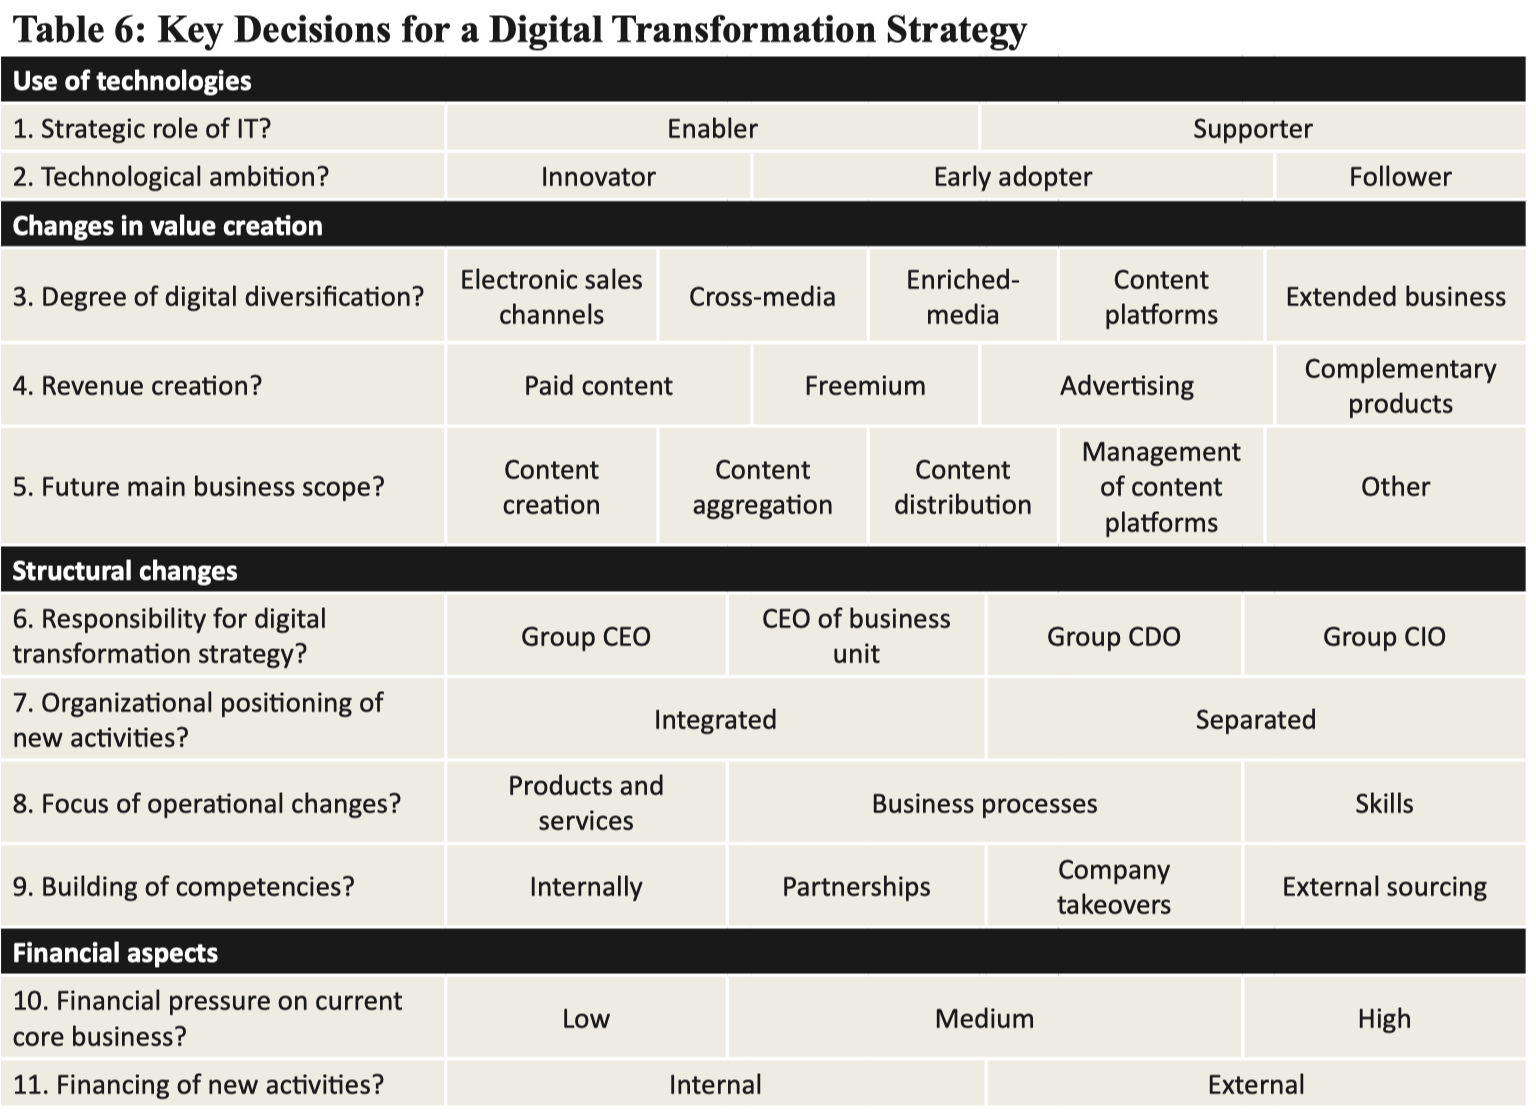 Table 6: Key Decisions for a Digital Transformation Strategy
Use of technologies
1. Strategic role of IT?
Enabler
Supporter
2. Technological ambition?
Innovator
Early adopter
Follower
Changes in value creation
3. Degree of digital diversification?
Electronic sales
channels
Cross-media
Enriched-
media
Content
platforms
Extended business
4. Revenue creation?
Paid content
Freemium
Advertising
Complementary
products
5. Future main business scope?
Content
creation
Content
aggregation
Content
distribution
Management
of content
platforms
Other
Structural changes
6. Responsibility for digital
transformation strategy?
Group CEO
CEO of business
unit
Group CDO
Group CIO
7. Organizational positioning of
new activities?
Integrated
Separated
8. Focus of operational changes?
Products and
services
Business processes
Skills
9. Building of competencies?
Internally
Partnerships
Company
takeovers
External sourcing
Financial aspects
10. Financial pressure on current
core business?
Low
Medium
High
11. Financing of new activities?
Internal
External